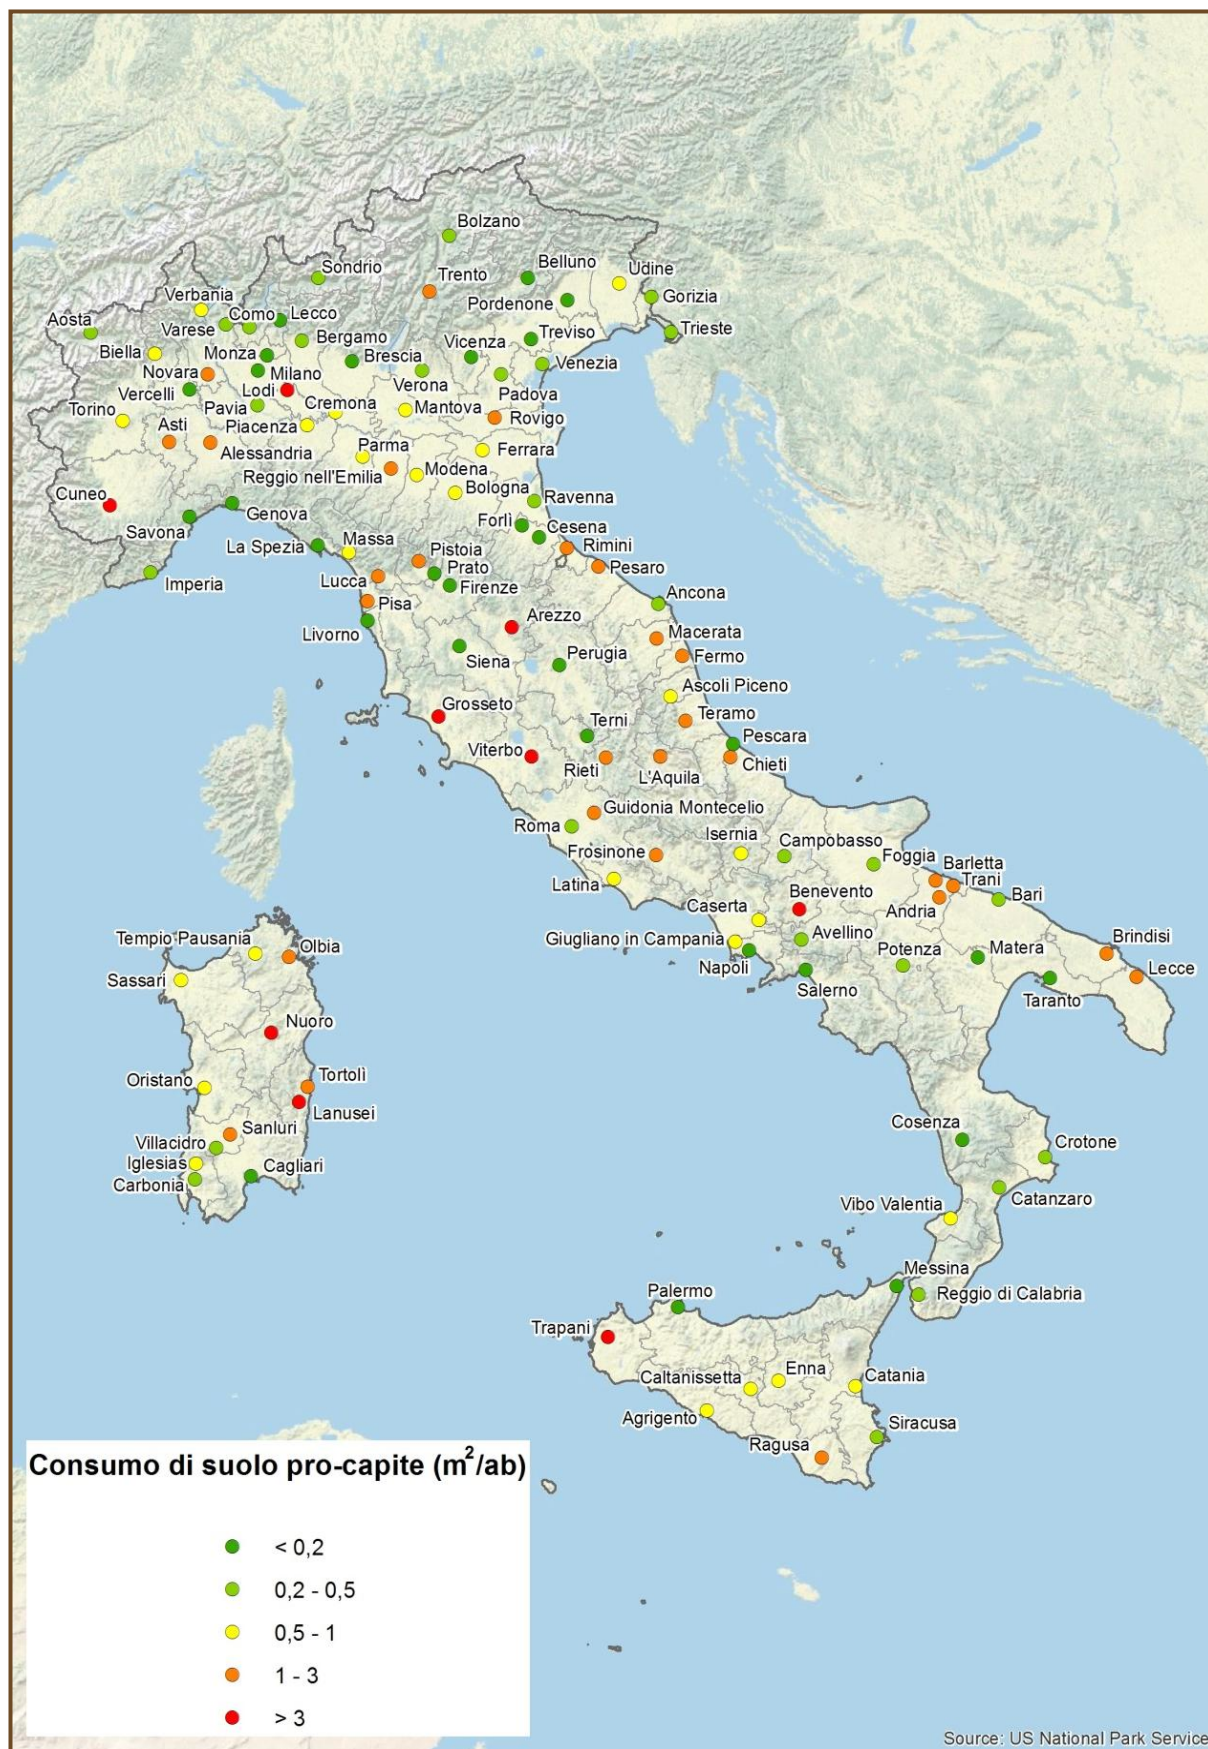 Bolzano
Sondrio
Belluno
Udine
Trento
Verbania
Pordenone
Gorizia
Aosta
Como
Lecco
Varese
Treviso
Trieste
Bergamo
Vicenza
Biella
Monza
Brescia
Venezia
Novara
Milano
Verona
Padova
Vercelli
Lodi
Pavia
Cremona
Mantova
Torino
Rovigo
Asti
Piacenza
Alessandria
Parma
Ferrara
Reggio nell'Emilia
Modena
Bologna
Cuneo
Ravenna
Genova
Savona
Forlì
Cesena
La Spezia
Massa
Pistoia
Rimini
Prato
Pesaro
Imperia
Lucca
Firenze
Pisa
Ancona
Arezzo
Livorno
Macerata
Siena
Perugia
Fermo
Ascoli Piceno
Grosseto
Terni
Teramo
Viterbo
Pescara
Rieti
L'Aquila
Chieti
Guidonia Montecelio
Roma
Isernia
Campobasso
Frosinone
Foggia
Barletta
Trani
Latina
Benevento
Bari
Caserta
Andria
Tempio Pausania
Olbia
Giugliano in Campania
Avellino
Brindisi
Potenza
Matera
Napoli
Lecce
Sassari
Salerno
Taranto
Nuoro
Oristano
Tortolì
Lanusei
Sanluri
Cosenza
Villacidro
Crotone
Iglesias
Cagliari
Carbonia
Catanzaro
Vibo Valentia
Messina
Palermo
Reggio di Calabria
Trapani
Enna
Caltanissetta
Catania
Agrigento
Siracusa
Ragusa
Consumo di suolo pro-capite (m²/ab)
< 0,2
0,2 - 0,5
0,5 - 1
1 - 3
> 3
Source: US National Park Service